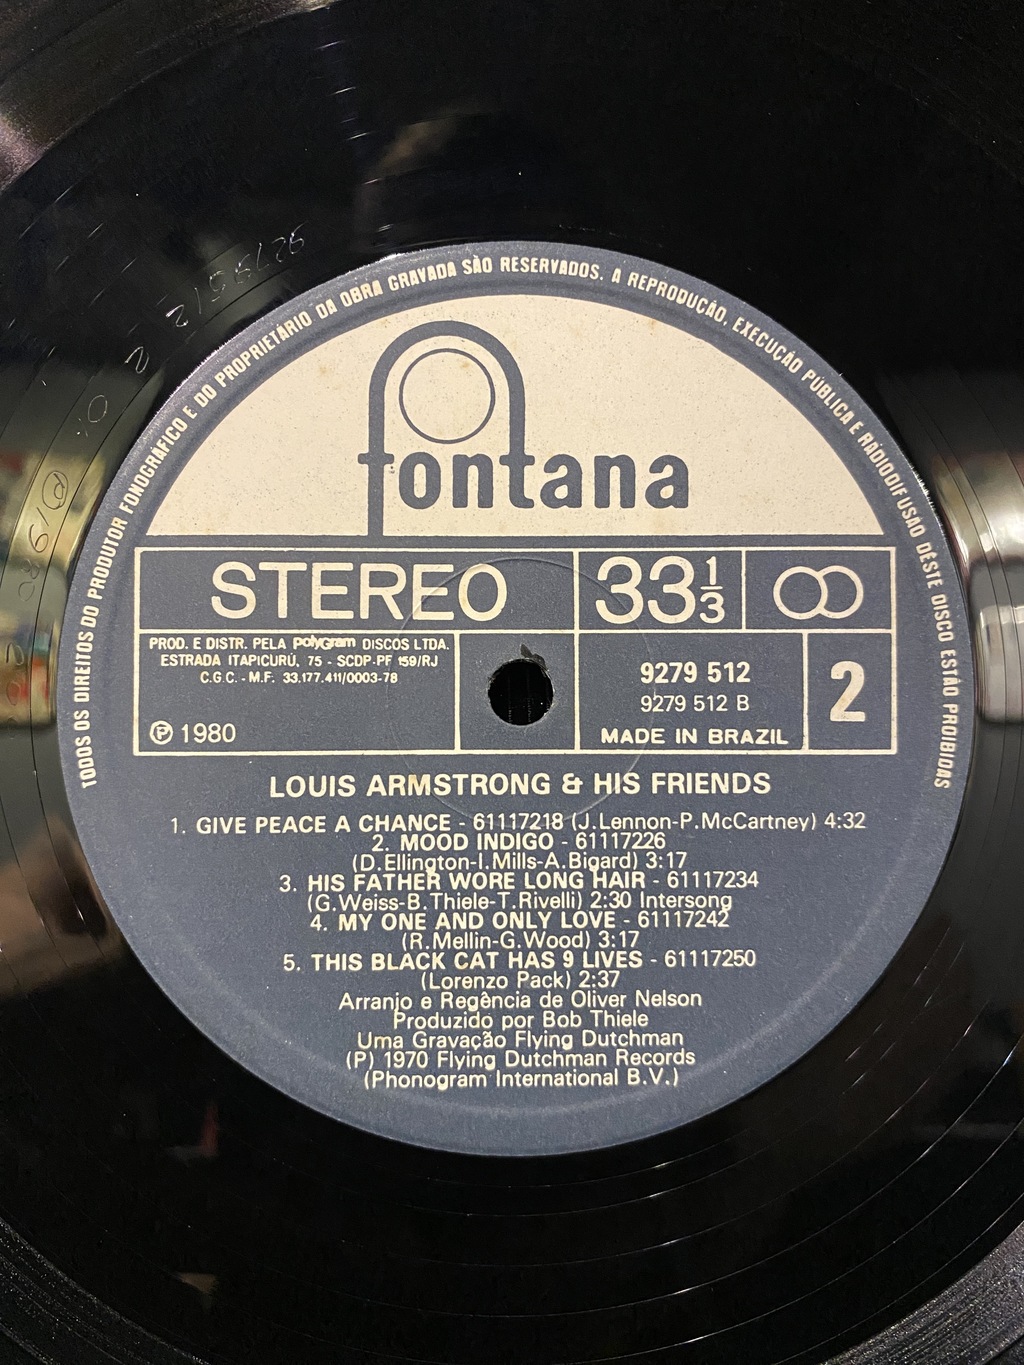 TODOS OS DIREITOS DO PRODUTOR FONOGRÁFICO E DO PROPRIETÁRIO DA OBRA GRAVADA SÃO RESERVADOS. A REPRODUÇÃO, EXECUÇÃO PÚBLICA E RÁDIODIFUSÃO DÊSTE DISCO ESTÃO PROIBIDAS
fontana
STEREO 33 1/3
PROD. E DISTR. PELA polyGram DISCOS LTDA.
ESTRADA ITAPICURÚ, 75 - SCDP-PF 159/RJ
C.G.C. - M.F. 33.177.411/0003-78
℗ 1980
9279 512
9279 512 B
MADE IN BRAZIL
2
LOUIS ARMSTRONG & HIS FRIENDS
1. GIVE PEACE A CHANCE - 61117218 (J.Lennon-P.McCartney) 4:32
2. MOOD INDIGO - 61117226
(D.Ellington-I.Mills-A.Bigard) 3:17
3. HIS FATHER WORE LONG HAIR - 61117234
(G.Weiss-B.Thiele-T.Rivelli) 2:30 Intersong
4. MY ONE AND ONLY LOVE - 61117242
(R.Mellin-G.Wood) 3:17
5. THIS BLACK CAT HAS 9 LIVES - 61117250
(Lorenzo Pack) 2:37
Arranjo e Regência de Oliver Nelson
Produzido por Bob Thiele
Uma Gravação Flying Dutchman
(P) 1970 Flying Dutchman Records
(Phonogram International B.V.)